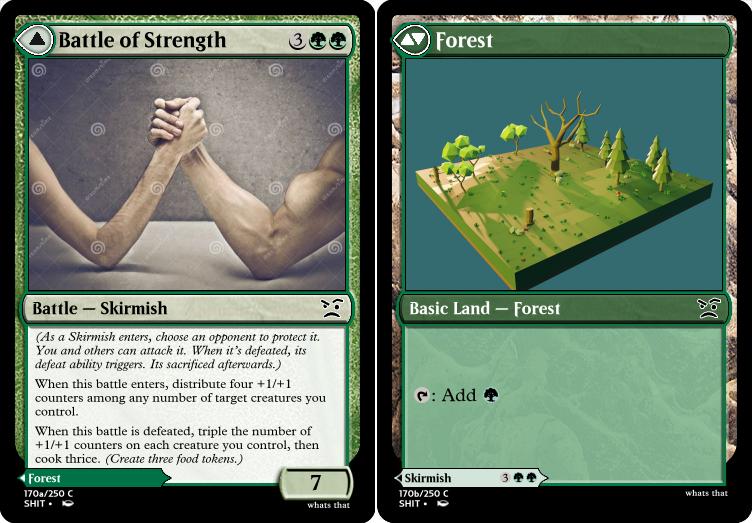 Battle of Strength 3
Battle — Skirmish
(As a Skirmish enters, choose an opponent to protect it.
You and others can attack it. When it's defeated, its
defeat ability triggers. Its sacrificed afterwards.)
When this battle enters, distribute four +1/+1
counters among any number of target creatures you
control.
When this battle is defeated, triple the number of
+1/+1 counters on each creature you control, then
cook thrice. (Create three food tokens.)
Forest
7
170a/250 C
SHIT •
whats that
Forest
Basic Land — Forest
: Add
Skirmish 3
170b/250 C
SHIT •
whats that